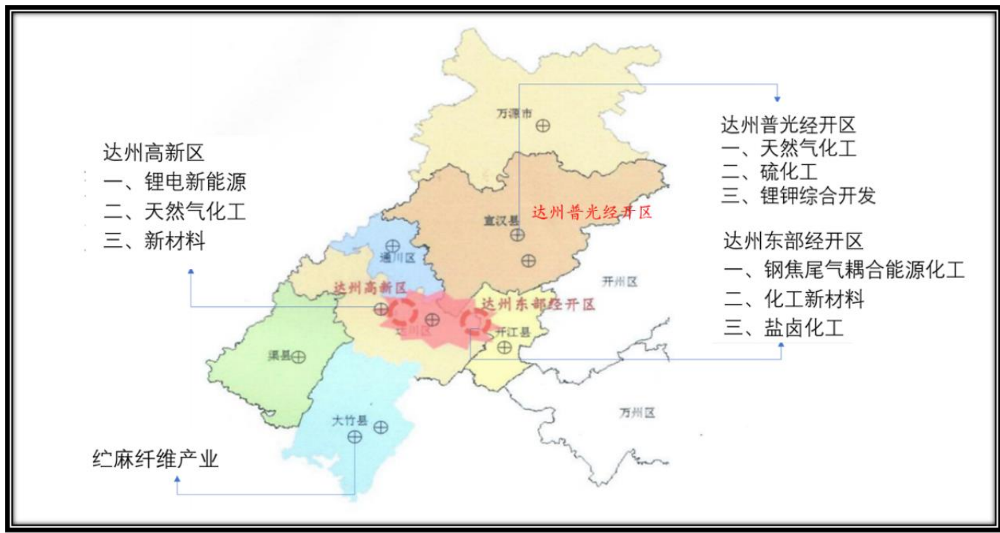 万源市
达州普光经开区
一、天然气化工
二、硫化工
三、锂钾综合开发
达州高新区
一、锂电新能源
二、天然气化工
三、新材料
达州普光经开区
宣汉县
通川区
达州东部经开区
一、钢焦尾气耦合能源化工
二、化工新材料
三、盐卤化工
开州区
达州高新区
达州东部经开区
达川区
开江县
渠县
万州区
大竹县
纻麻纤维产业